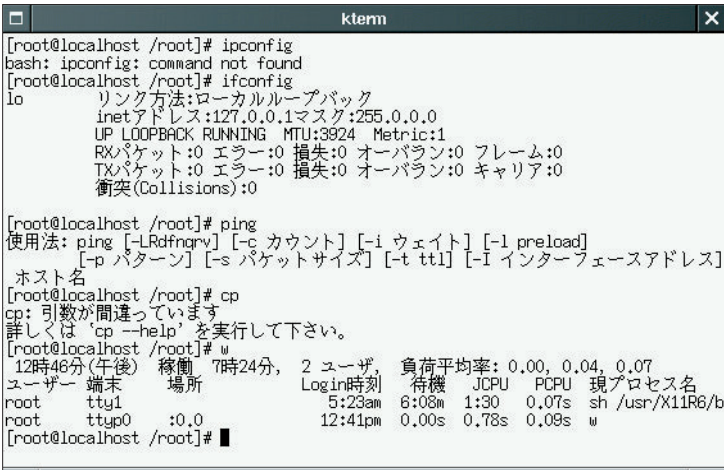 kterm
[root@localhost /root]# ipconfig
bash: ipconfig: command not found
[root@localhost /root]# ifconfig
lo        リンク方法:ローカルループバック
          inetアドレス:127.0.0.1マスク:255.0.0.0
          UP LOOPBACK RUNNING  MTU:3924  Metric:1
          RXパケット:0 エラー:0 損失:0 オーバラン:0 フレーム:0
          TXパケット:0 エラー:0 損失:0 オーバラン:0 キャリア:0
          衝突(Collisions):0
[root@localhost /root]# ping
使用法: ping [-LRdfnqrv] [-c カウント] [-i ウェイト] [-l preload]
        [-p パターン] [-s パケットサイズ] [-t ttl] [-I インターフェースアドレス]
 ホスト名
[root@localhost /root]# cp
cp: 引数が間違っています
詳しくは `cp --help' を実行して下さい。
[root@localhost /root]# w
 12時46分(午後)  稼働  7時24分,  2 ユーザ,  負荷平均率: 0.00, 0.04, 0.07
ユーザー 端末     場所              Login時刻   待機   JCPU   PCPU  現プロセス名
root     tty1                       5:23am  6:08m  1:30   0.07s  sh /usr/X11R6/b
root     ttyp0    :0.0             12:41pm  0.00s  0.78s  0.09s  w
[root@localhost /root]#